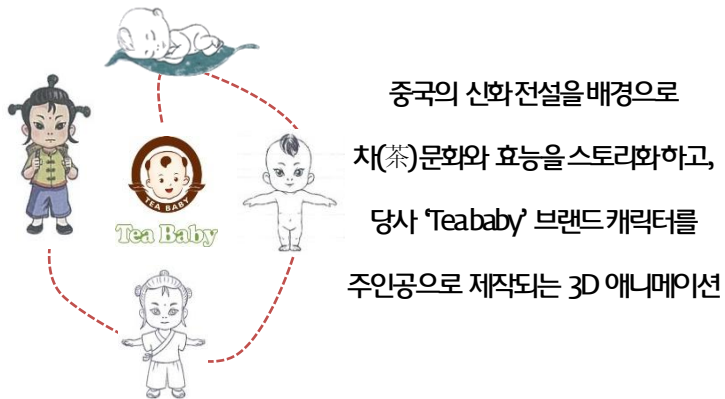 중국의 신화 전설을 배경으로
차(茶)문화와 효능을 스토리화하고,
당사 ‘Teababy’ 브랜드 캐릭터를
주인공으로 제작되는 3D 애니메이션
TEA BABY
Tea Baby